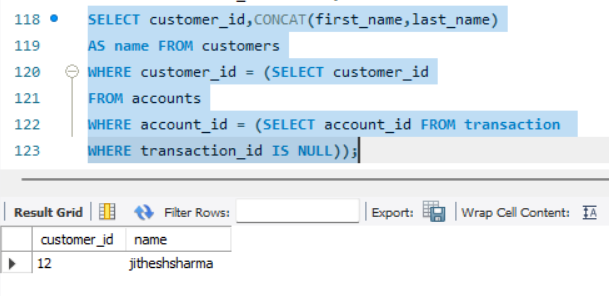 118 SELECT customer_id,CONCAT(first_name,last_name)
119 AS name FROM customers
120 WHERE customer_id = (SELECT customer_id
121 FROM accounts
122 WHERE account_id = (SELECT account_id FROM transaction
123 WHERE transaction_id IS NULL));
Result Grid Filter Rows: Export: Wrap Cell Content: IA
customer_id name
12 jitheshsharma